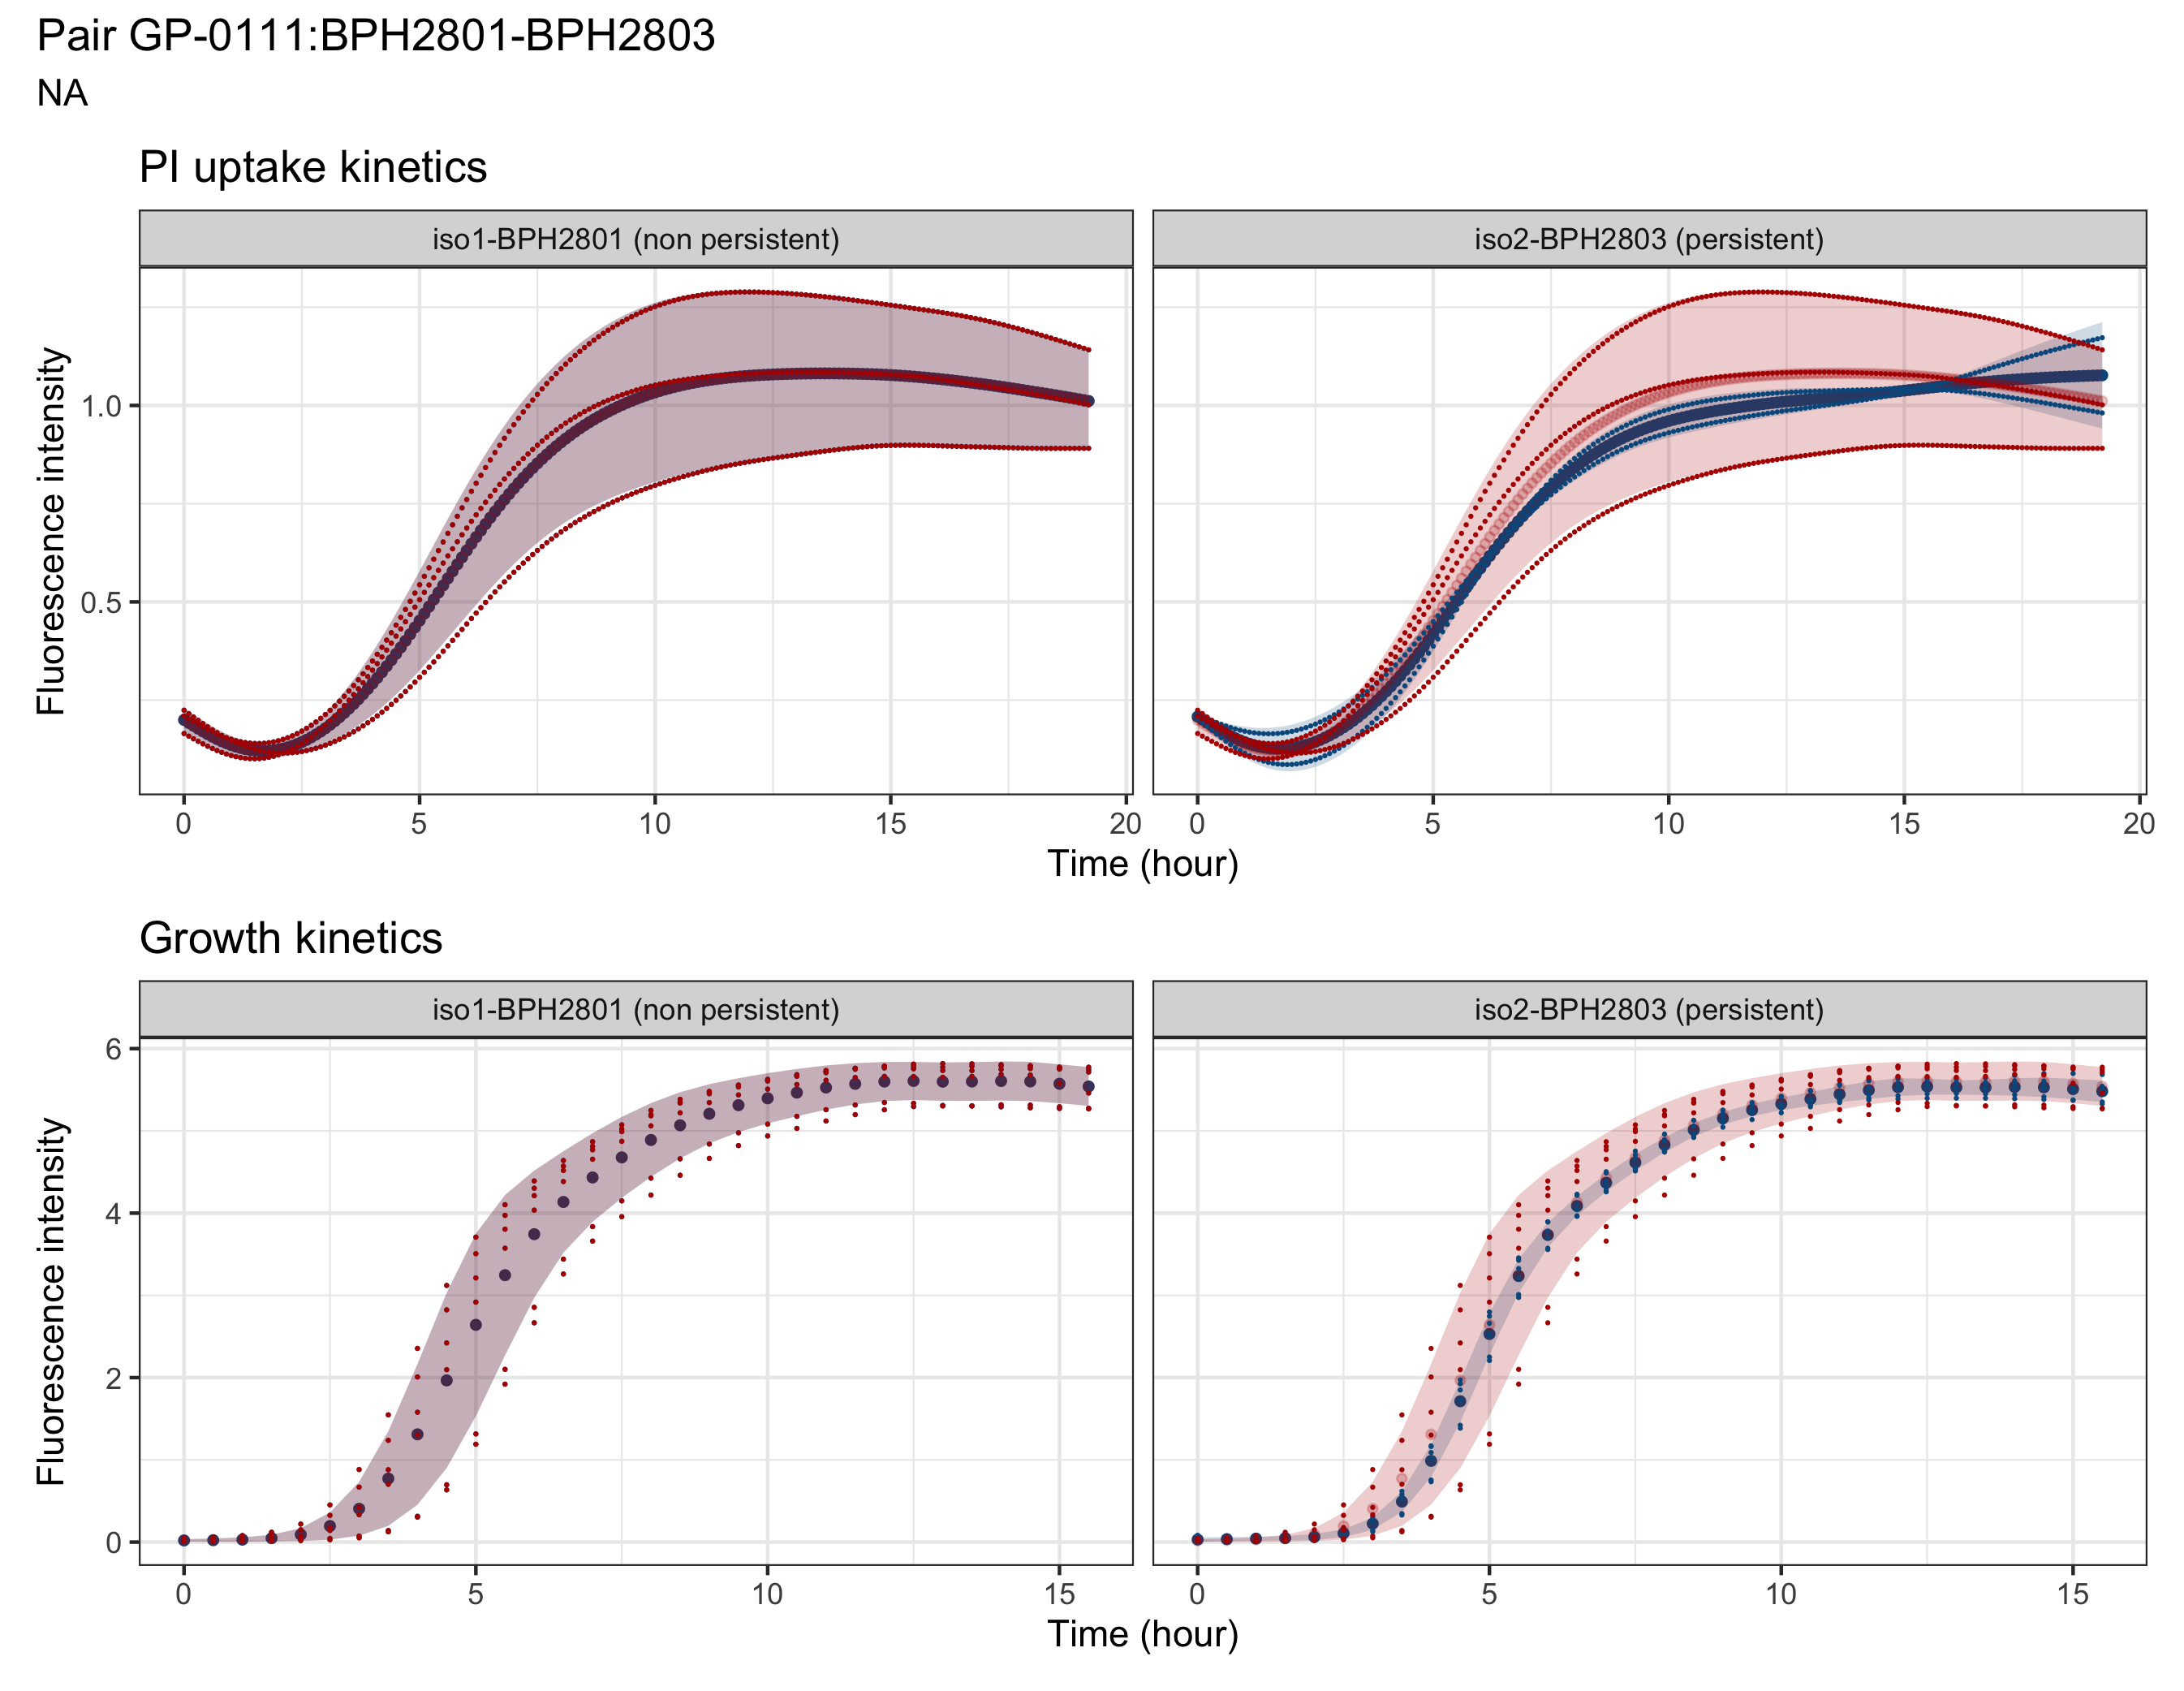 Pair GP-0111:BPH2801-BPH2803
NA
PI uptake kinetics
iso1-BPH2801 (non persistent)
iso2-BPH2803 (persistent)
Fluorescence intensity
1.0
0.5
0 5 10 15 20
0 5 10 15 20
Time (hour)
Growth kinetics
iso1-BPH2801 (non persistent)
iso2-BPH2803 (persistent)
Fluorescence intensity
6
4
2
0
0 5 10 15
0 5 10 15
Time (hour)